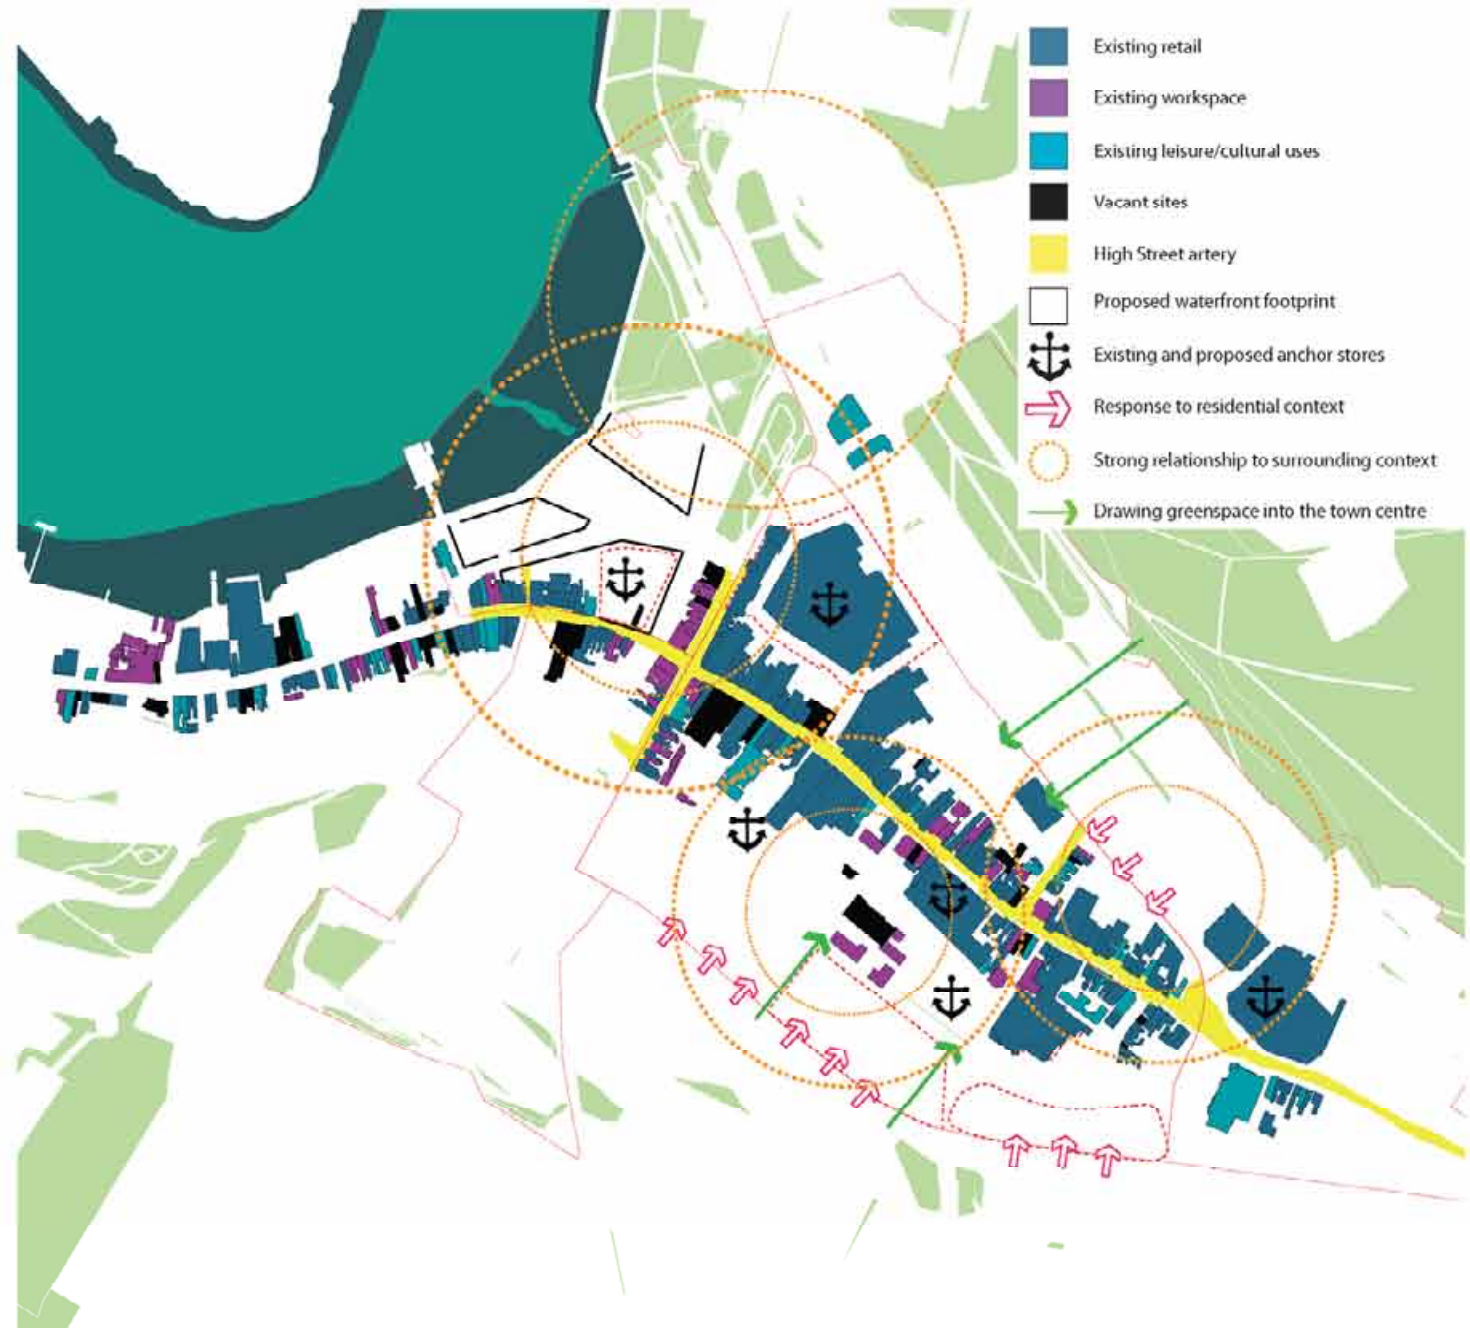 Existing retail
Existing workspace
Existing leisure/cultural uses
Vacant sites
High Street artery
Proposed waterfront footprint
Existing and proposed anchor stores
Response to residential context
Strong relationship to surrounding context
Drawing greenspace into the town centre